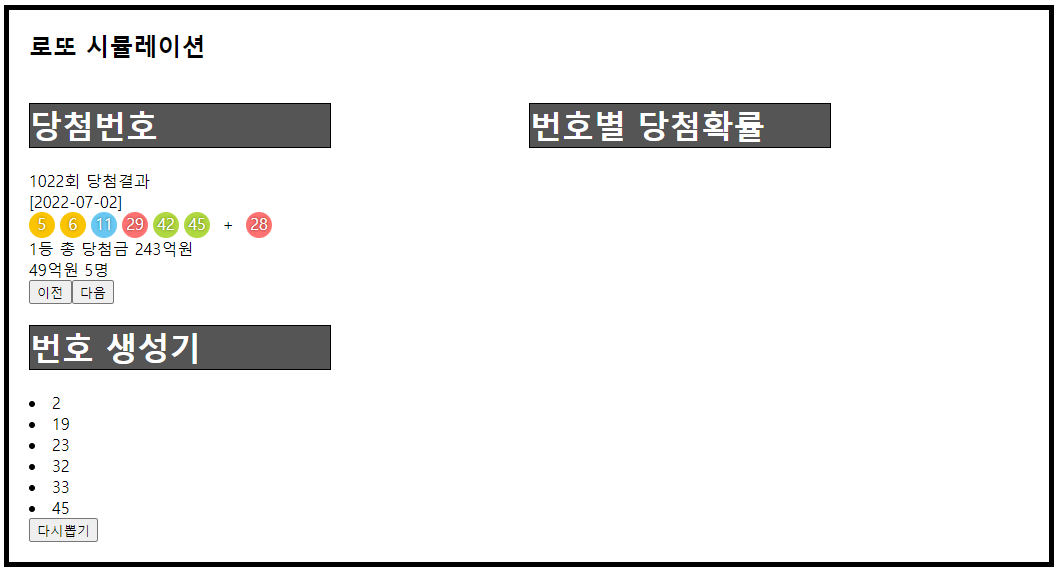 로또 시뮬레이션
당첨번호
1022회 당첨결과
[2022-07-02]
5 6 11 29 42 45 + 28
1등 총 당첨금 243억원
49억원 5명
이전 다음
번호 생성기
2
19
23
32
33
45
다시뽑기
번호별 당첨확률